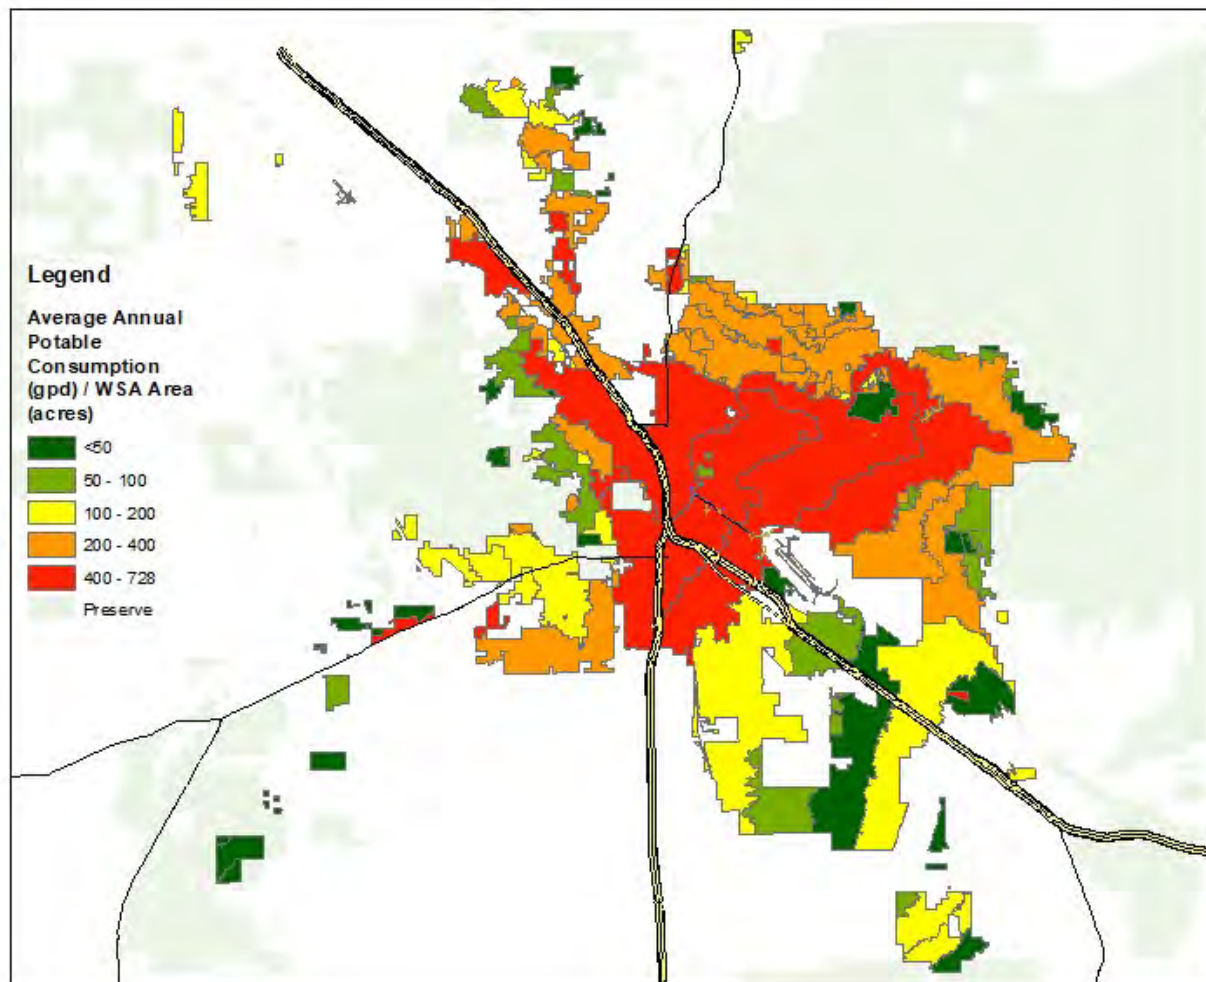 Legend
Average Annual
Potable
Consumption
(gpd) / WSA Area
(acres)
<50
50 - 100
100 - 200
200 - 400
400 - 728
Preserve